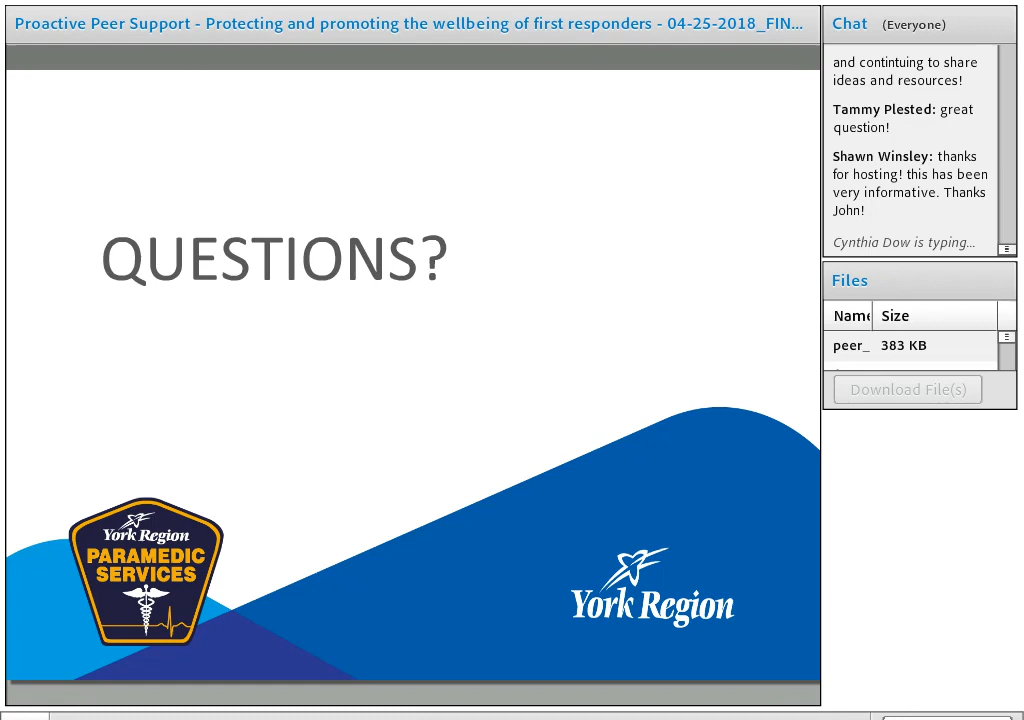 Proactive Peer Support - Protecting and promoting the wellbeing of first responders - 04-25-2018_FIN...
QUESTIONS?
York Region
PARAMEDIC
SERVICES
York Region
Chat (Everyone)
and contintuing to share
ideas and resources!
Tammy Plested: great
question!
Shawn Winsley: thanks
for hosting! this has been
very informative. Thanks
John!
Cynthia Dow is typing...
Files
Name Size
peer_ 383 KB
Download File(s)